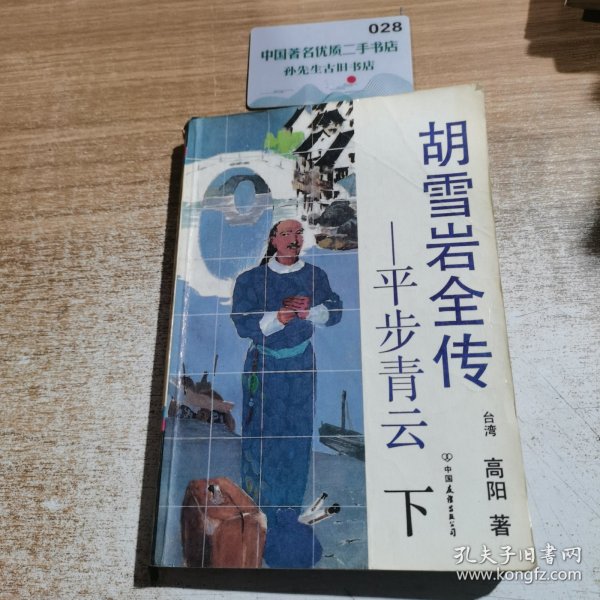 028
中国著名优质二手书店
孙先生古旧书店
胡雪岩全传
—平步青云 下
台湾 高阳 著
中国友谊出版公司
孔夫子旧书网
www.kongfz.com